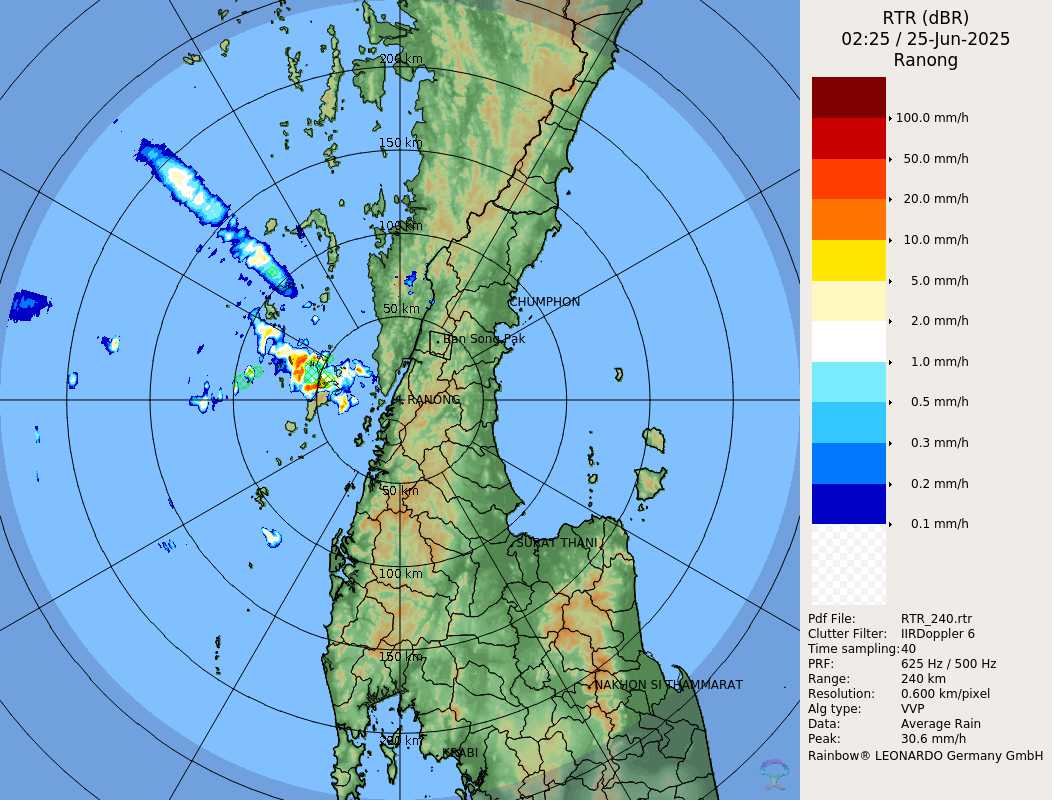 RTR (dBR)
02:25 / 25-Jun-2025
Ranong
100.0 mm/h
50.0 mm/h
20.0 mm/h
10.0 mm/h
5.0 mm/h
2.0 mm/h
1.0 mm/h
0.5 mm/h
0.3 mm/h
0.2 mm/h
0.1 mm/h
Pdf File: RTR_240.rtr
Clutter Filter: IIRDoppler 6
Time sampling:40
PRF: 625 Hz / 500 Hz
Range: 240 km
Resolution: 0.600 km/pixel
Alg type: VVP
Data: Average Rain
Peak: 30.6 mm/h
Rainbow® LEONARDO Germany GmbH
200 km
150 km
100 km
50 km
CHUMPHON
Ban Song Pak
RANONG
50 km
SURAT THANI
100 km
150 km
NAKHON SI THAMMARAT
200 km
KRABI